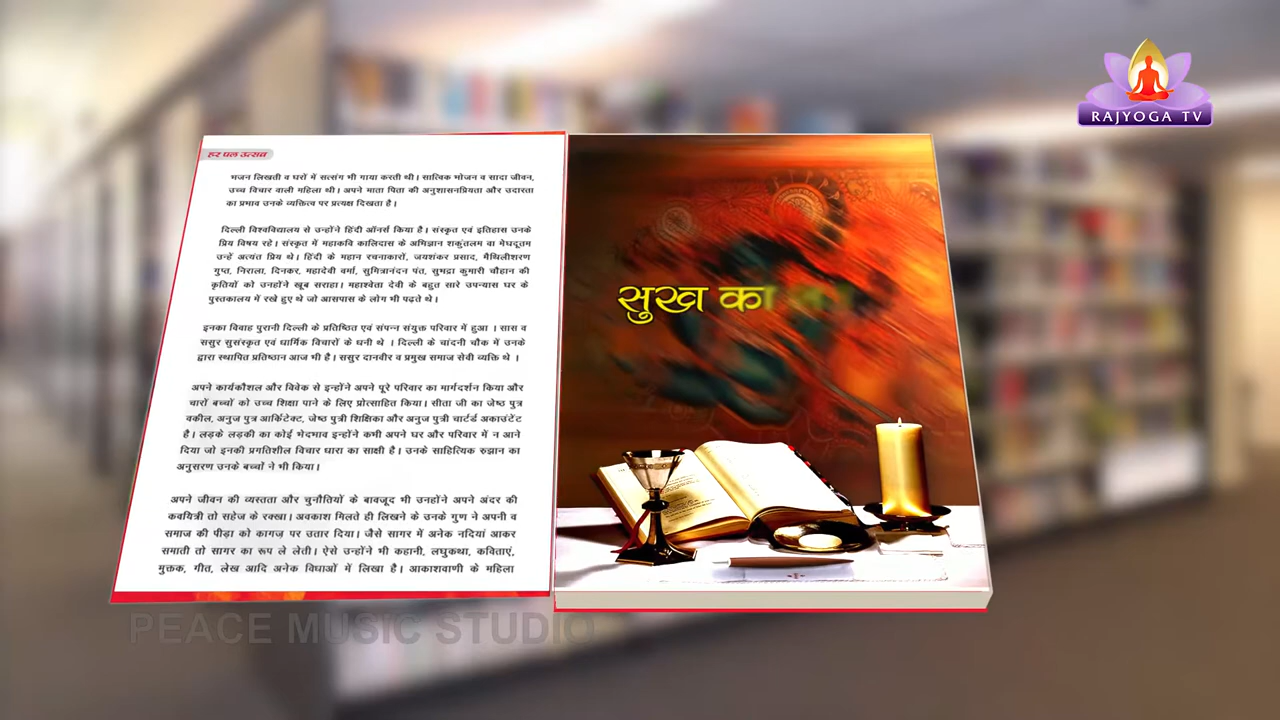 RAJYOGA TV
हर पल उत्सव
भजन लिखती व घरों में सत्संग भी गाया करती थी। सात्विक भोजन व सादा जीवन,
उच्च विचार वाली महिला थी। अपने माता पिता की अनुशासनप्रियता और उदारता
का प्रभाव उनके व्यक्तित्व पर प्रत्यक्ष दिखता है।
दिल्ली विश्वविद्यालय से उन्होंने हिंदी ऑनर्स किया है। संस्कृत एवं इतिहास उनके
प्रिय विषय रहे। संस्कृत में महाकवि कालिदास के अभिज्ञान शकुंतलम वा मेघदूतम
उन्हें अत्यंत प्रिय थे। हिंदी के महान रचनाकारों, जयशंकर प्रसाद, मैथिलीशरण
गुप्त, निराला, दिनकर, महादेवी वर्मा, सुमित्रानंदन पंत, सुभद्रा कुमारी चौहान की
कृतियों को उनहोंने खूब सराहा। महाश्वेता देवी के बहुत सारे उपन्यास घर के
पुस्तकालय में रखे हुए थे जो आसपास के लोग भी पढ़ते थे।
इनका विवाह पुरानी दिल्ली के प्रतिष्ठित एवं संपन्न संयुक्त परिवार में हुआ । सास व
ससुर सुसंस्कृत एवं धार्मिक विचारों के धनी थे । दिल्ली के चांदनी चौक में उनके
द्वारा स्थापित प्रतिष्ठान आज भी है। ससुर दानवीर व प्रमुख समाज सेवी व्यक्ति थे ।
अपने कार्यकौशल और विवेक से इन्होंने अपने पूरे परिवार का मार्गदर्शन किया और
चारों बच्चों को उच्च शिक्षा पाने के लिए प्रोत्साहित किया। सीता जी का जेष्ठ पुत्र
वकील, अनुज पुत्र आर्किटेक्ट, जेष्ठ पुत्री शिक्षिका और अनुज पुत्री चार्टर्ड अकाउंटेंट
है। लड़के लड़की का कोई भेदभाव इन्होंने कभी अपने घर और परिवार में न आने
दिया जो इनकी प्रगतिशील विचार धारा का साक्षी है। उनके साहित्यिक रुझान का
अनुसरण उनके बच्चों ने भी किया।
अपने जीवन की व्यस्तता और चुनौतियों के बावजूद भी उनहोंने अपने अंदर की
कवयित्री तो सहेज के रक्खा। अवकाश मिलते ही लिखने के उनके गुण ने अपनी व
समाज की पीड़ा को कागज पर उतार दिया। जैसे सागर में अनेक नदियां आकर
समाती तो सागर का रूप ले लेती। ऐसे उन्होंने भी कहानी, लघुकथा, कविताएं,
मुक्तक, गीत, लेख आदि अनेक विधाओं में लिखा है। आकाशवाणी के महिला
सुख का
PEACE MUSIC STUDIO